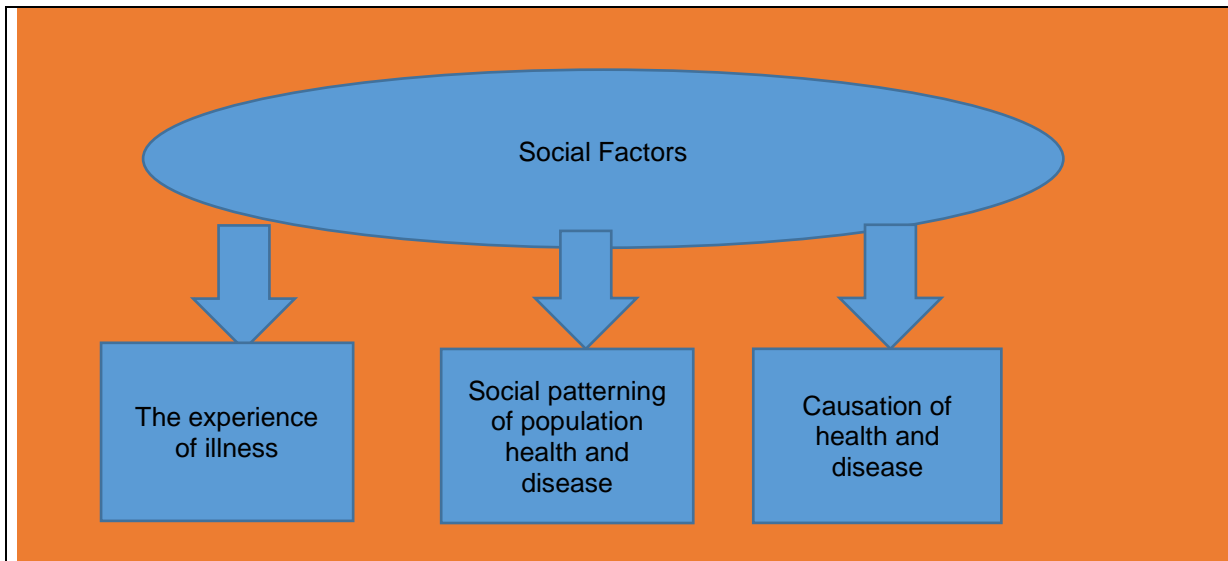 Social Factors
The experience
of illness
Social patterning
of population
health and
disease
Causation of
health and
disease